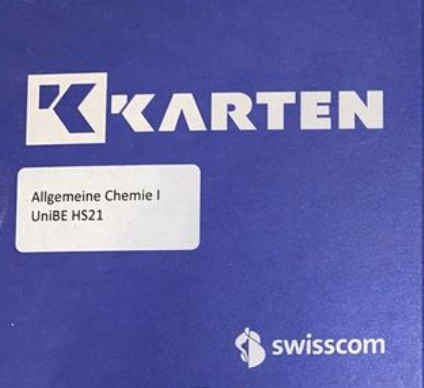 KARTEN
Allgemeine Chemie I
UniBE HS21
swisscom